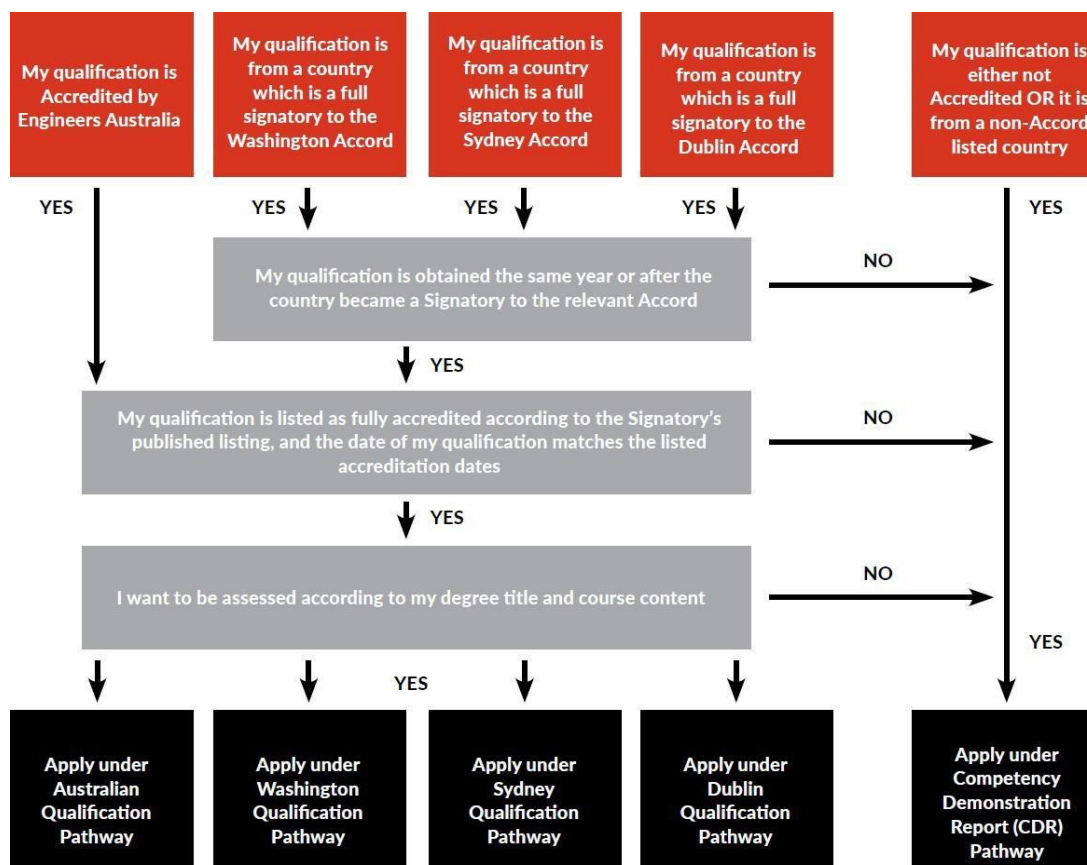 My qualification is
Accredited by
Engineers Australia
My qualification is
from a country
which is a full
signatory to the
Washington Accord
My qualification is
from a country
which is a full
signatory to the
Sydney Accord
My qualification is
from a country
which is a full
signatory to the
Dublin Accord
My qualification is
either not
Accredited OR it is
from a non-Accord
listed country
YES
YES
YES
YES
YES
My qualification is obtained the same year or after the
country became a Signatory to the relevant Accord
NO
YES
My qualification is listed as fully accredited according to the Signatory’s
published listing, and the date of my qualification matches the listed
accreditation dates
NO
YES
I want to be assessed according to my degree title and course content
NO
YES
YES
Apply under
Australian
Qualification
Pathway
Apply under
Washington
Qualification
Pathway
Apply under
Sydney
Qualification
Pathway
Apply under
Dublin
Qualification
Pathway
Apply under
Competency
Demonstration
Report (CDR)
Pathway